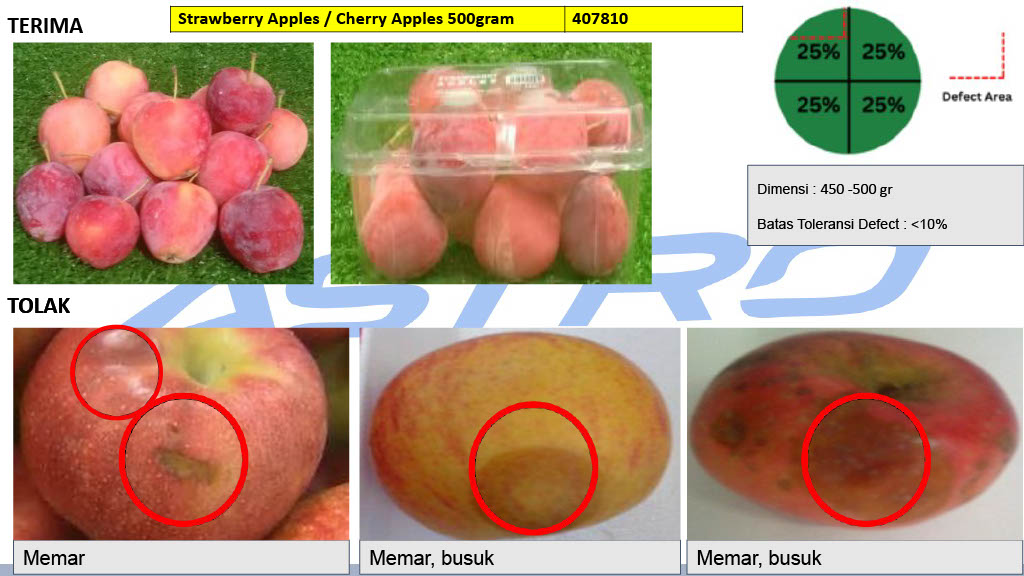 TERIMA
Strawberry Apples / Cherry Apples 500gram
407810
25% 25%
25% 25%
Defect Area
Dimensi : 450 -500 gr
Batas Toleransi Defect : <10%
ASTRO
TOLAK
Memar
Memar, busuk
Memar, busuk